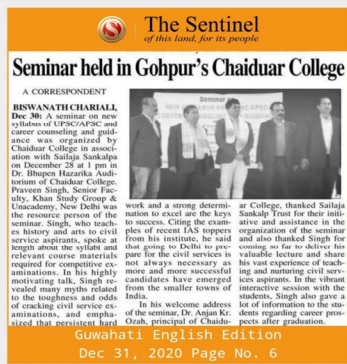 The Sentinel
of this land, for its people
Seminar held in Gohpur's Chaiduar College
A CORRESPONDENT
BISWANATH CHARIALI,
Dec 30: A seminar on new
syllabus of UPSC/APSC and
career counseling and guid-
ance was organized by
Chaiduar College in associ-
ation with Sailaja Sankalpa
on December 28 at 1 pm in
Dr. Bhupen Hazarika Audi-
torium of Chaiduar College.
Praveen Singh, Senior Fac-
ulty, Khan Study Group &
Unacademy, New Delhi was
the resource person of the
seminar. Singh, who teach-
es history and arts to civil
service aspirants, spoke at
length about the syllabi and
relevant course materials
required for competitive ex-
aminations. In his highly
motivating talk, Singh re-
vealed many myths related
to the toughness and odds
of cracking civil service ex-
aminations, and empha-
sized that persistent hard
Seminar
work and a strong determi-
nation to excel are the keys
to success. Citing the exam-
ples of recent IAS toppers
from his institute, he said
that going to Delhi to pre-
pare for the civil services is
not always necessary as
more and more successful
candidates have emerged
from the smaller towns of
India.
In his welcome address
of the seminar, Dr. Anjan Kr.
Ozah, principal of Chaidu-
ar College, thanked Sailaja
Sankalp Trust for their initi-
ative and assistance in the
organization of the seminar
and also thanked Singh for
coming so far to deliver his
valuable lecture and share
his vast experience of teach-
ing and nurturing civil serv-
ices aspirants. In the vibrant
interactive session with the
students, Singh also gave a
lot of information to the stu-
dents regarding career pros-
pects after graduation.
Guwahati English Edition
Dec 31, 2020 Page No. 6